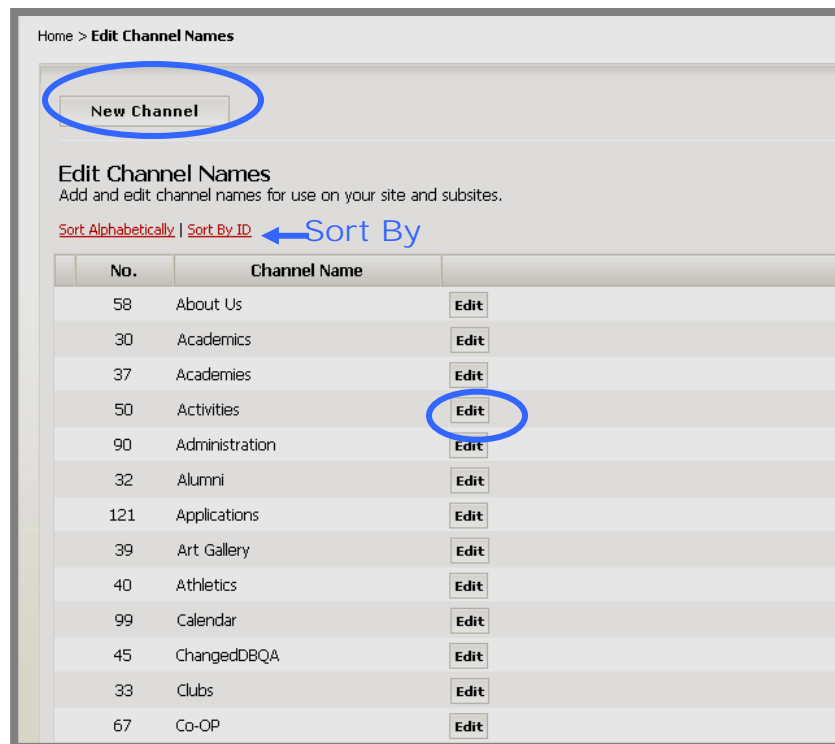 Home > Edit Channel Names
New Channel
Edit Channel Names
Add and edit channel names for use on your site and subsites.
Sort Alphabetically | Sort By ID Sort By
No. Channel Name
58 About Us Edit
30 Academics Edit
37 Academies Edit
50 Activities Edit
90 Administration Edit
32 Alumni Edit
121 Applications Edit
39 Art Gallery Edit
40 Athletics Edit
99 Calendar Edit
45 ChangedDBQA Edit
33 Clubs Edit
67 Co-OP Edit